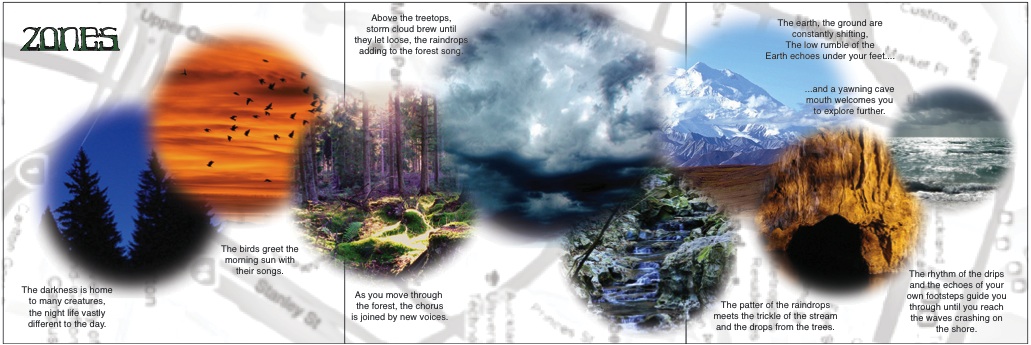 ZONES
The darkness is home
to many creatures,
the night life vastly
different to the day.
The birds greet the
morning sun with
their songs.
As you move through
the forest, the chorus
is joined by new voices.
Above the treetops,
storm cloud brew until
they let loose, the raindrops
adding to the forest song.
The patter of the raindrops
meets the trickle of the stream
and the drops from the trees.
The earth, the ground are
constantly shifting,
The low rumble of the
Earth echoes under your feet....
...and a yawning cave
mouth welcomes you
to explore further.
The rhythm of the drips
and the echoes of your
own footsteps guide you
through until you reach
the waves crashing on
the shore.
Upper Qu
Stanley St
Princes St
Customs St
Market Pl